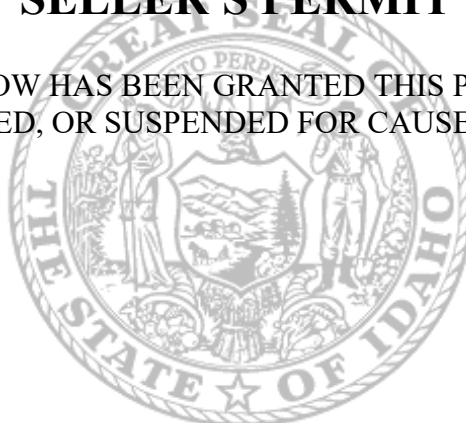 SELLER'S PERMIT
GREAT SEAL OF
TO PERPE
OW HAS BEEN GRANTED THIS P
ED, OR SUSPENDED FOR CAUSE
THE STATE OF IDAHO